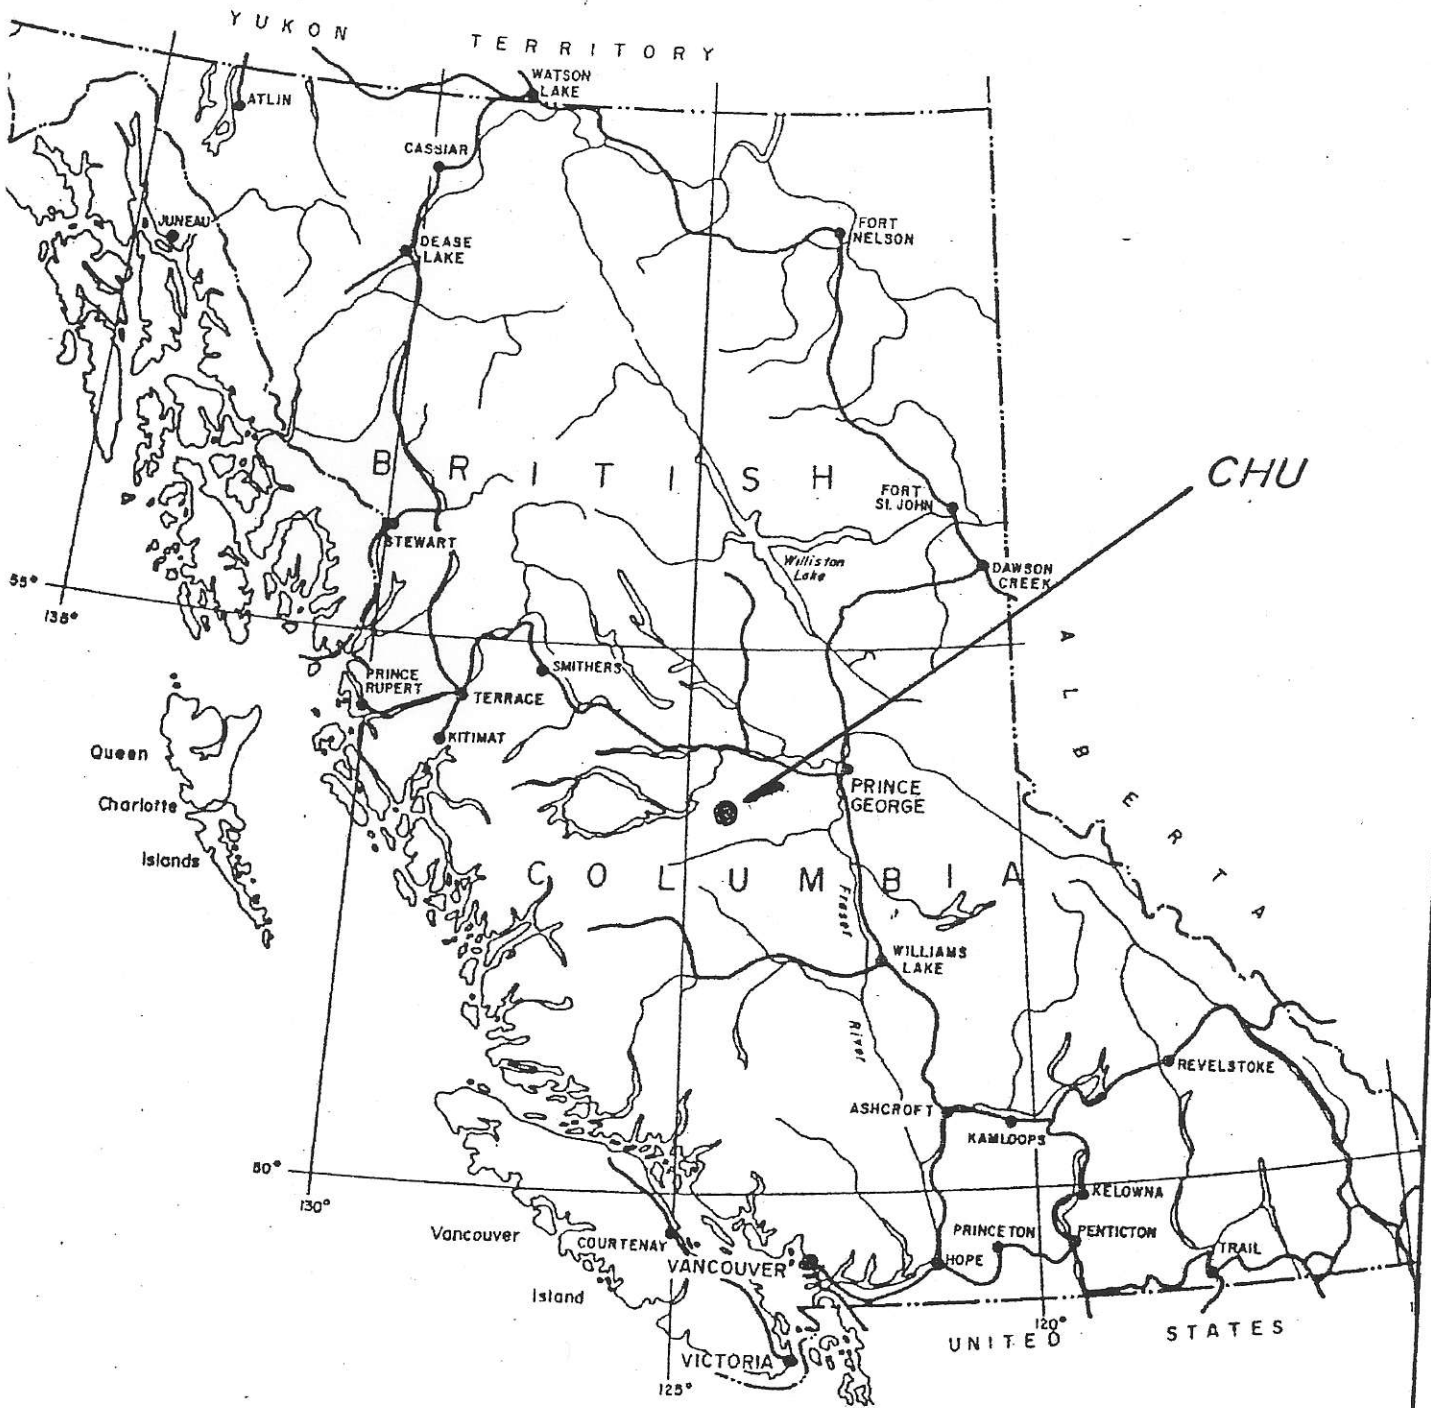 YUKON TERRITORY
WATSON
LAKE
ATLIN
CASSIAR
JUNEAU
DEASE
LAKE
FORT
NELSON
BRITISH
CHU
FORT
ST. JOHN
STEWART
Williston
Lake
DAWSON
CREEK
55°
135°
ALBERTA
PRINCE
RUPERT
SMITHERS
TERRACE
KITIMAT
Queen
Charlotte
Islands
PRINCE
GEORGE
COLUMBIA
Fraser
River
WILLIAMS
LAKE
REVELSTOKE
ASHCROFT
KAMLOOPS
50°
130°
KELOWNA
Vancouver
Island
COURTENAY
PRINCETON
PENTICTON
VANCOUVER
HOPE
TRAIL
120°
UNITED STATES
VICTORIA
125°